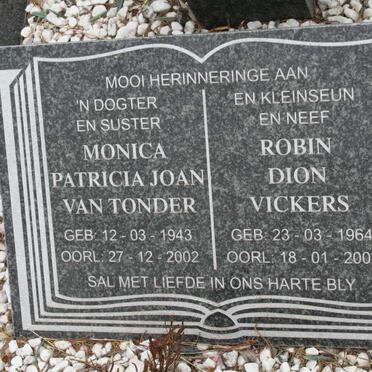 MOOI HERINNERINGE AAN
'N DOGTER
EN SUSTER
MONICA
PATRICIA JOAN
VAN TONDER
GEB: 12 - 03 - 1943
OORL: 27 - 12 - 2002
EN KLEINSEUN
EN NEEF
ROBIN
DION
VICKERS
GEB: 23 - 03 - 1964
OORL: 18 - 01 -
SAL MET LIEFDE IN ONS HARTE BLY